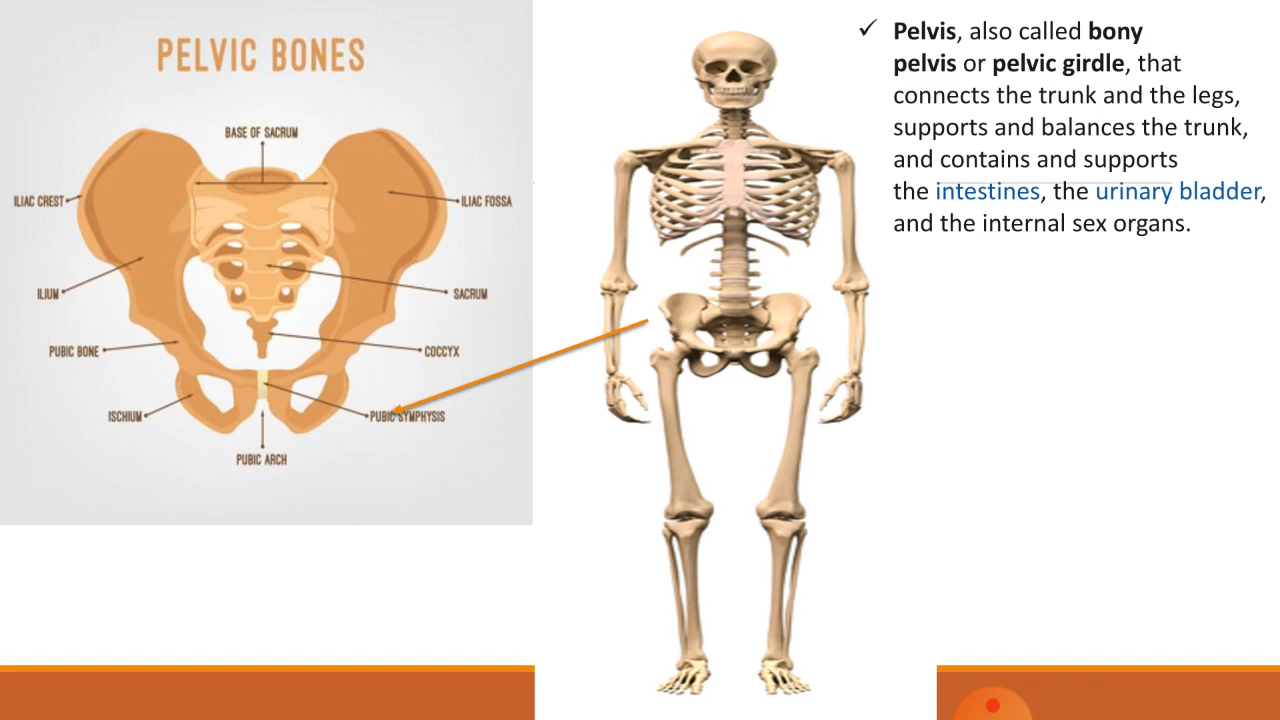 PELVIC BONES
BASE OF SACRUM
ILIAC CREST
ILIAC FOSSA
ILIUM
SACRUM
PUBIC BONE
COCCYX
ISCHIUM
PUBIC SYMPHYSIS
PUBIC ARCH
✓ Pelvis, also called bony
pelvis or pelvic girdle, that
connects the trunk and the legs,
supports and balances the trunk,
and contains and supports
the intestines, the urinary bladder,
and the internal sex organs.